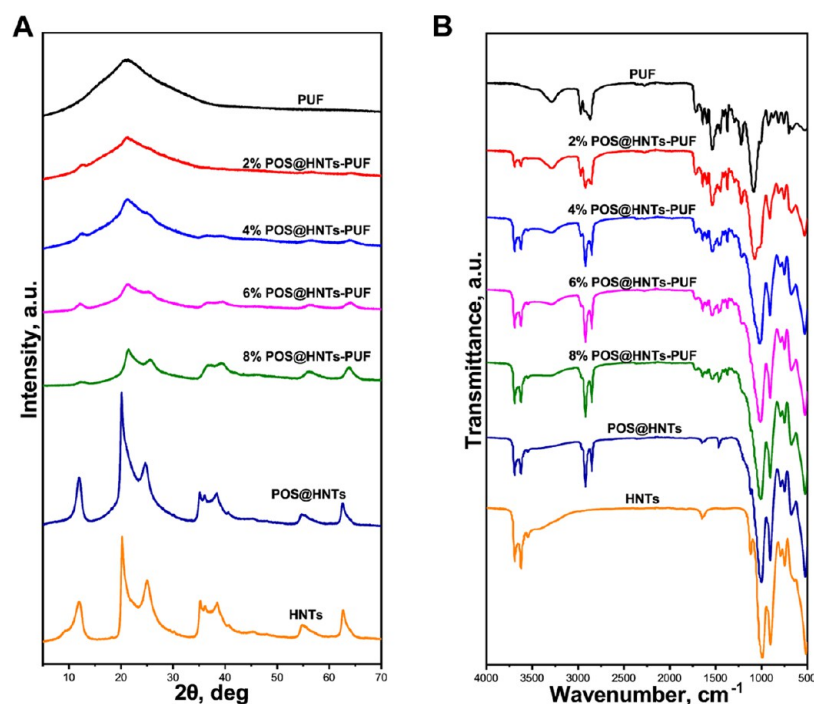 A
PUF
2% POS@HNTs-PUF
4% POS@HNTs-PUF
6% POS@HNTs-PUF
8% POS@HNTs-PUF
POS@HNTs
HNTs
Intensity, a.u.
10 20 30 40 50 60 70
2θ, deg
B
PUF
2% POS@HNTs-PUF
4% POS@HNTs-PUF
6% POS@HNTs-PUF
8% POS@HNTs-PUF
POS@HNTs
HNTs
Transmittance, a.u.
4000 3500 3000 2500 2000 1500 1000 500
Wavenumber, cm⁻¹